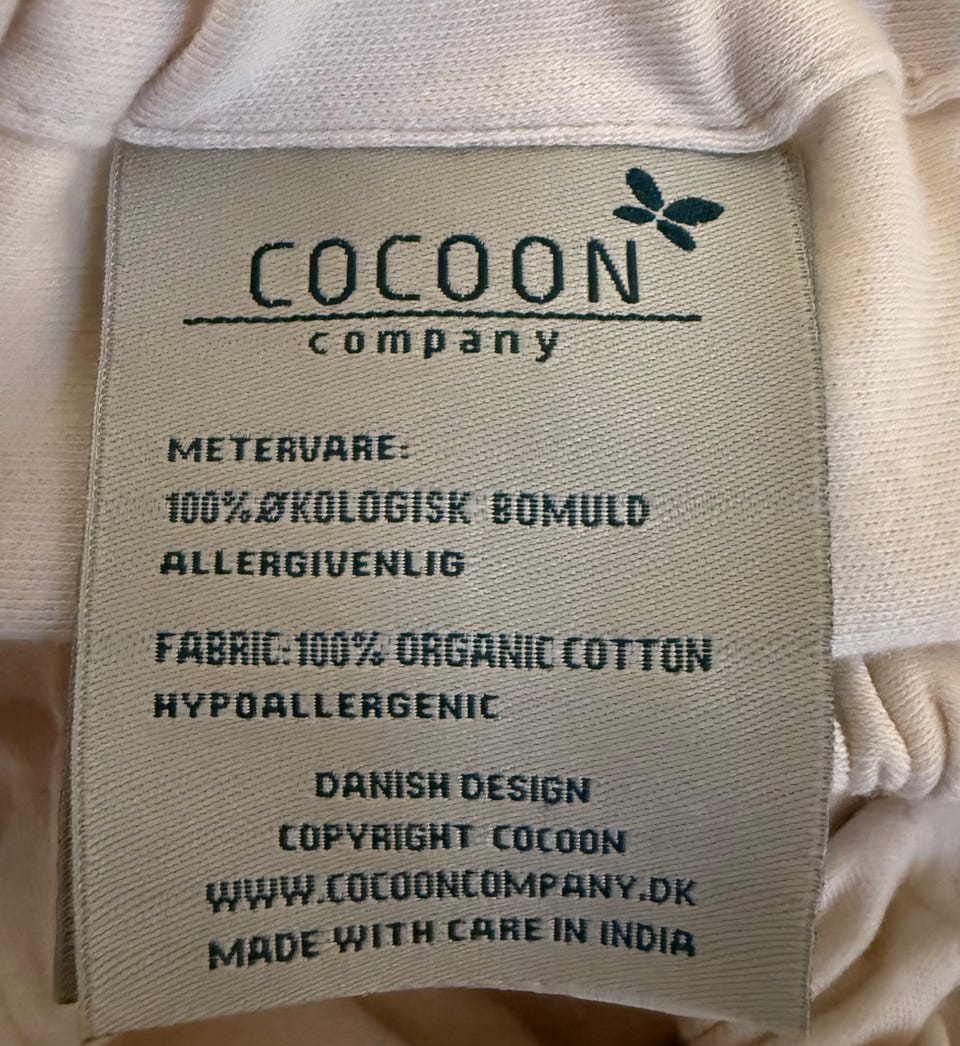 COCOON
company
METERVARE:
100% ØKOLOGISK BOMULD
ALLERGIVENLIG
FABRIC: 100% ORGANIC COTTON
HYPOALLERGENIC
DANISH DESIGN
COPYRIGHT COCOON
WWW.COCOONCOMPANY.DK
MADE WITH CARE IN INDIA